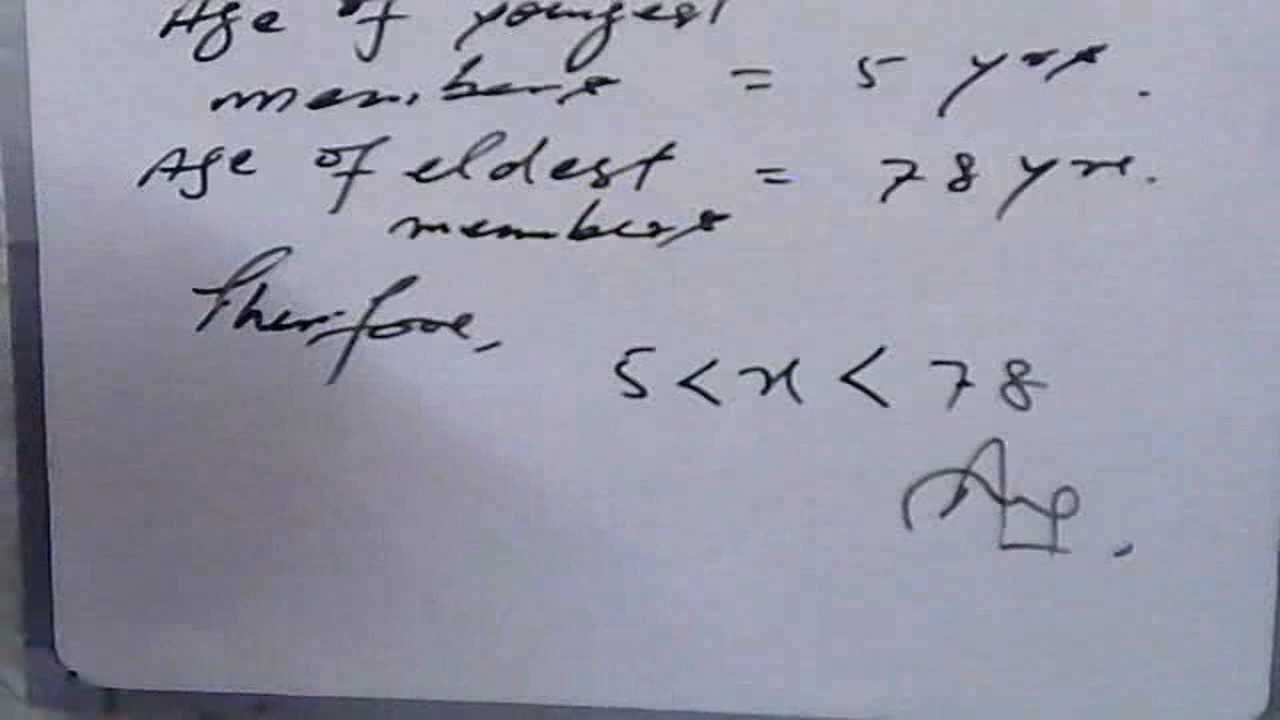 Age of youngest
member = 5 yrs.
Age of eldest = 78 yrs.
member
Therefore,
5 < x < 78
Ans.